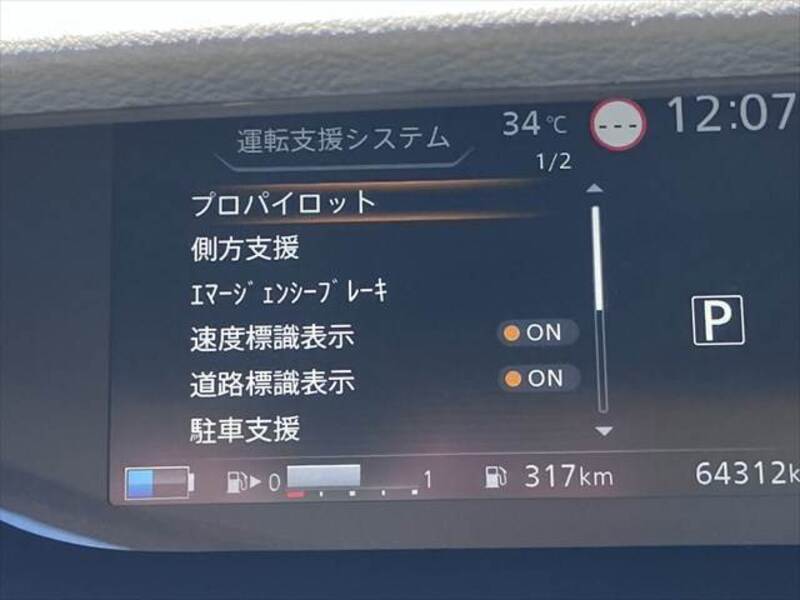 運転支援システム 34℃ --- 12:07
1/2
プロパイロット
側方支援
ｴﾏｰｼﾞｪﾝｼｰﾌﾞﾚｰｷ
速度標識表示 ON
道路標識表示 ON
駐車支援
P
0 1 317km 64312k